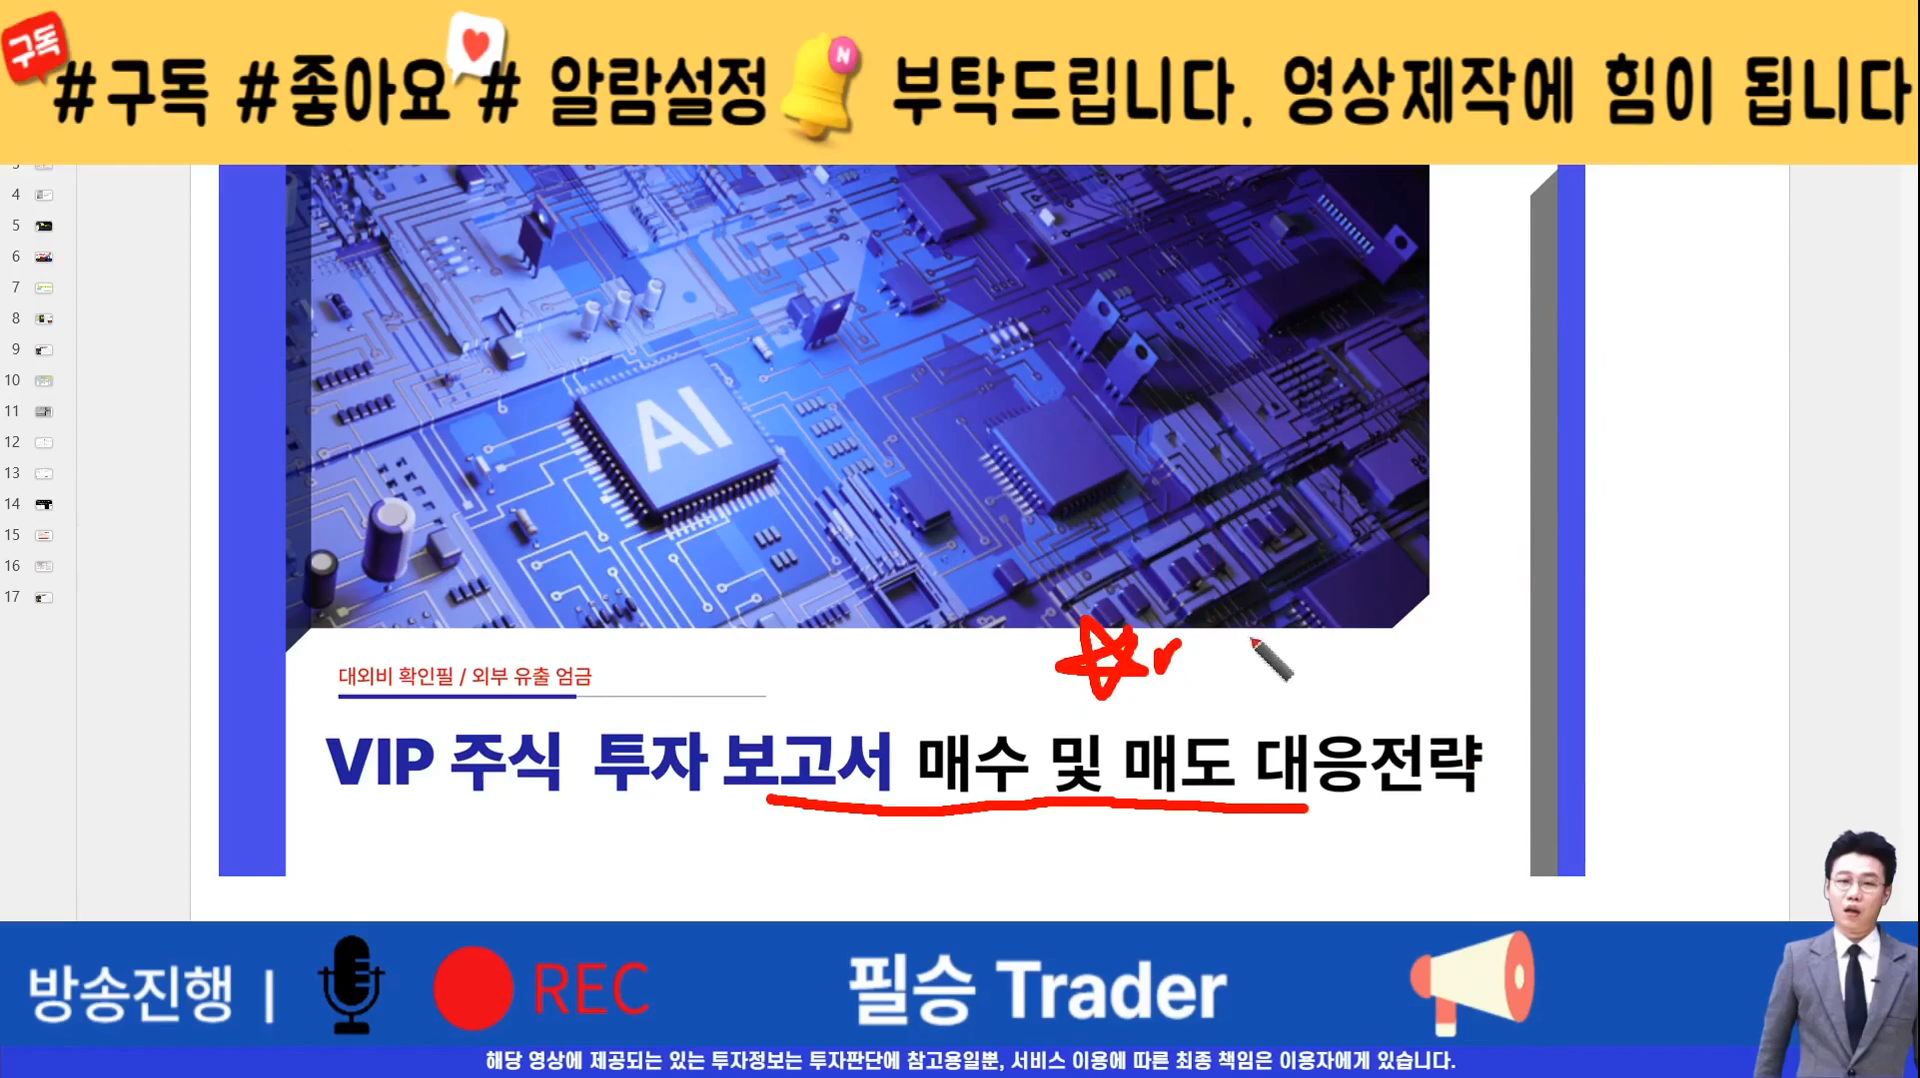 구독
N
#구독 #좋아요 # 알람설정 부탁드립니다. 영상제작에 힘이 됩니다
4
5
6
7
8
9
10
11
12
13
14
15
16
17
AI
대외비 확인필 / 외부 유출 엄금
VIP 주식 투자 보고서 매수 및 매도 대응전략
방송진행 | REC 필승 Trader
해당 영상에 제공되는 있는 투자정보는 투자판단에 참고용일뿐, 서비스 이용에 따른 최종 책임은 이용자에게 있습니다.